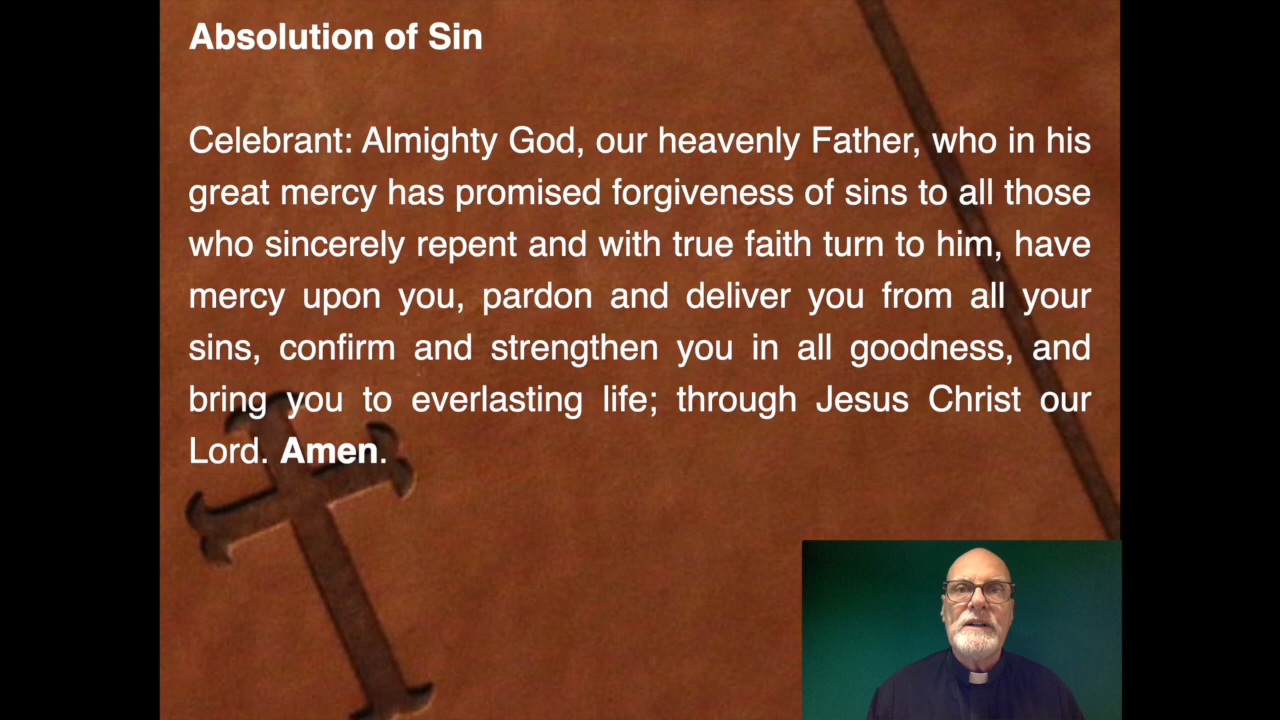 Absolution of Sin
Celebrant: Almighty God, our heavenly Father, who in his
great mercy has promised forgiveness of sins to all those
who sincerely repent and with true faith turn to him, have
mercy upon you, pardon and deliver you from all your
sins, confirm and strengthen you in all goodness, and
bring you to everlasting life; through Jesus Christ our
Lord. Amen.